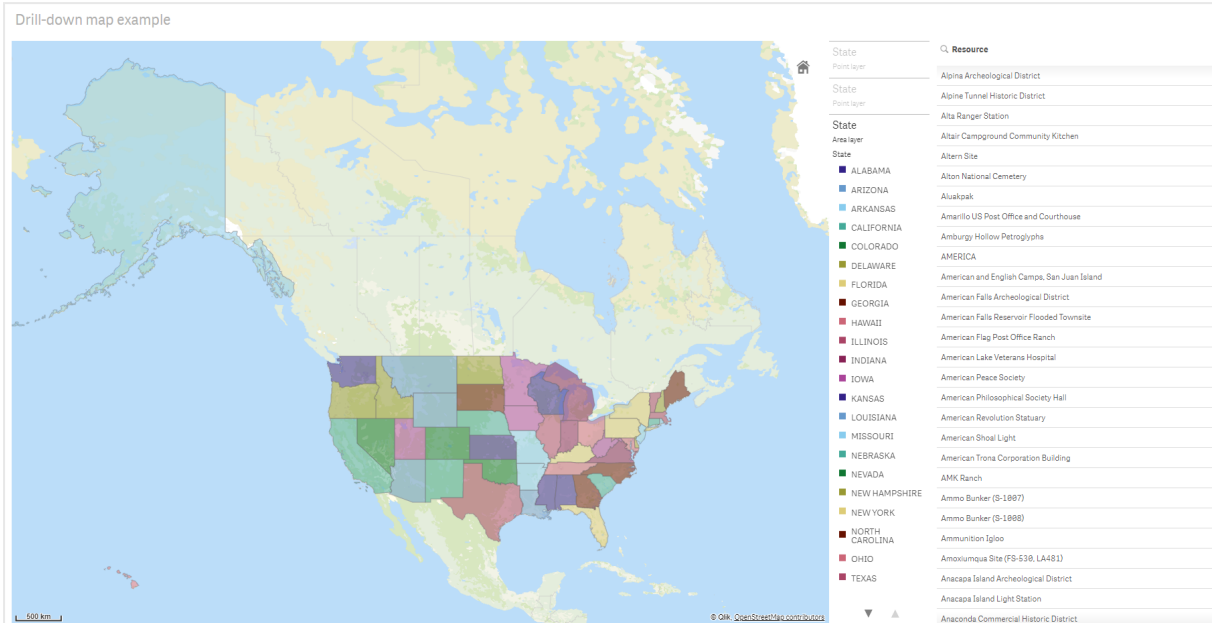 Drill-down map example
500 km
© Qlik, OpenStreetMap contributors
State
Point layer
State
Point layer
State
Area layer
State
ALABAMA
ARIZONA
ARKANSAS
CALIFORNIA
COLORADO
DELAWARE
FLORIDA
GEORGIA
HAWAII
ILLINOIS
INDIANA
IOWA
KANSAS
LOUISIANA
MISSOURI
NEBRASKA
NEVADA
NEW HAMPSHIRE
NEW YORK
NORTH
CAROLINA
OHIO
TEXAS
Resource
Alpina Archeological District
Alpine Tunnel Historic District
Alta Ranger Station
Altair Campground Community Kitchen
Altern Site
Alton National Cemetery
Aluakpak
Amarillo US Post Office and Courthouse
Amburgy Hollow Petroglyphs
AMERICA
American and English Camps, San Juan Island
American Falls Archeological District
American Falls Reservoir Flooded Townsite
American Flag Post Office Ranch
American Lake Veterans Hospital
American Peace Society
American Philosophical Society Hall
American Revolution Statuary
American Shoal Light
American Trona Corporation Building
AMK Ranch
Ammo Bunker (S-1007)
Ammo Bunker (S-1008)
Ammunition Igloo
Amoxiumqua Site (FS-530, LA481)
Anacapa Island Archeological District
Anacapa Island Light Station
Anaconda Commercial Historic District